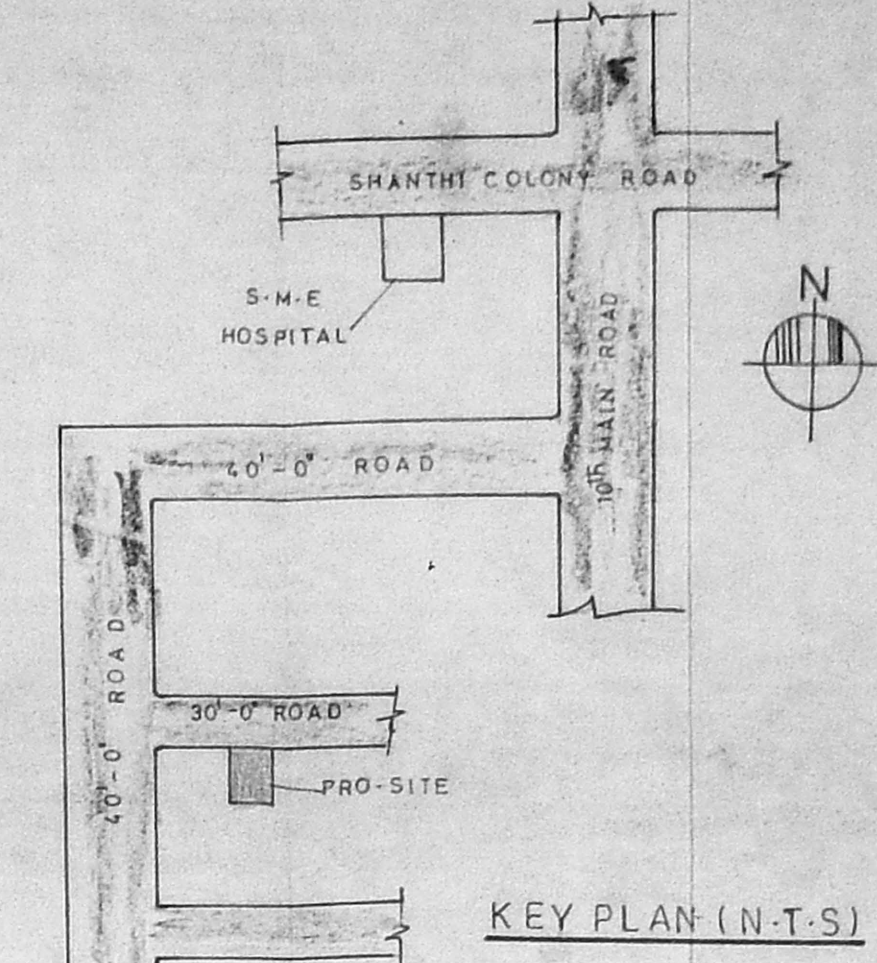 SHANTHI COLONY ROAD
S·M·E
HOSPITAL
N
10th MAIN ROAD
40'-0" ROAD
40'-0" ROAD
30'-0" ROAD
PRO-SITE
KEY PLAN (N·T·S)